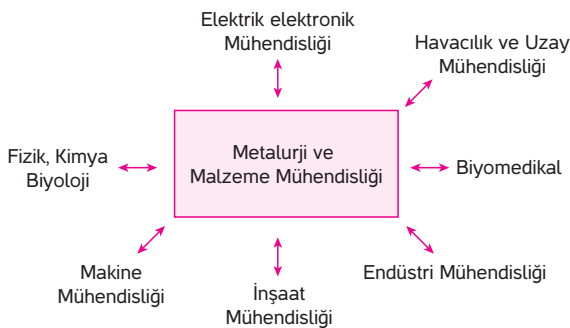 Elektrik elektronik
Mühendisliği
Havacılık ve Uzay
Mühendisliği
Fizik, Kimya
Biyoloji
Metalurji ve
Malzeme Mühendisliği
Biyomedikal
Makine
Mühendisliği
İnşaat
Mühendisliği
Endüstri Mühendisliği